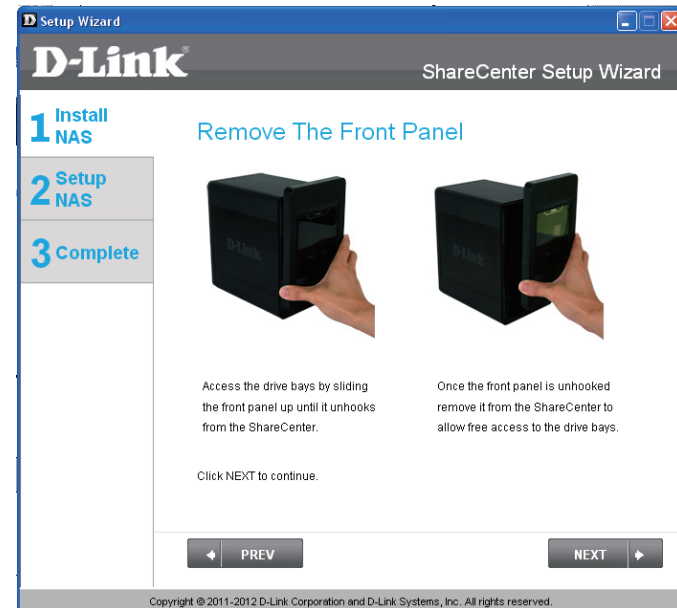 Setup Wizard
D-Link®
ShareCenter Setup Wizard
1 Install
NAS
2 Setup
NAS
3 Complete
Remove The Front Panel
D-Link
D-Link
Access the drive bays by sliding
the front panel up until it unhooks
from the ShareCenter.
Once the front panel is unhooked
remove it from the ShareCenter to
allow free access to the drive bays.
Click NEXT to continue.
PREV
NEXT
Copyright © 2011-2012 D-Link Corporation and D-Link Systems, Inc. All rights reserved.